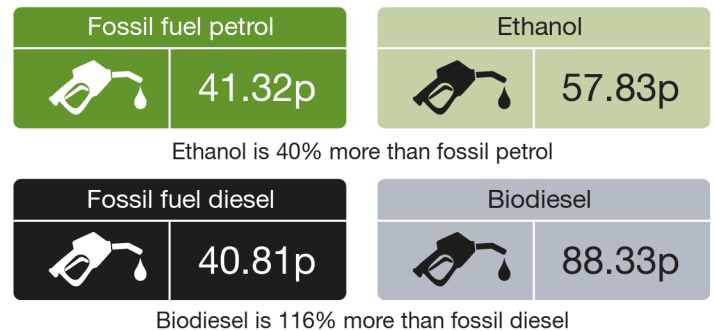 Fossil fuel petrol
41.32p
Ethanol
57.83p
Ethanol is 40% more than fossil petrol
Fossil fuel diesel
40.81p
Biodiesel
88.33p
Biodiesel is 116% more than fossil diesel